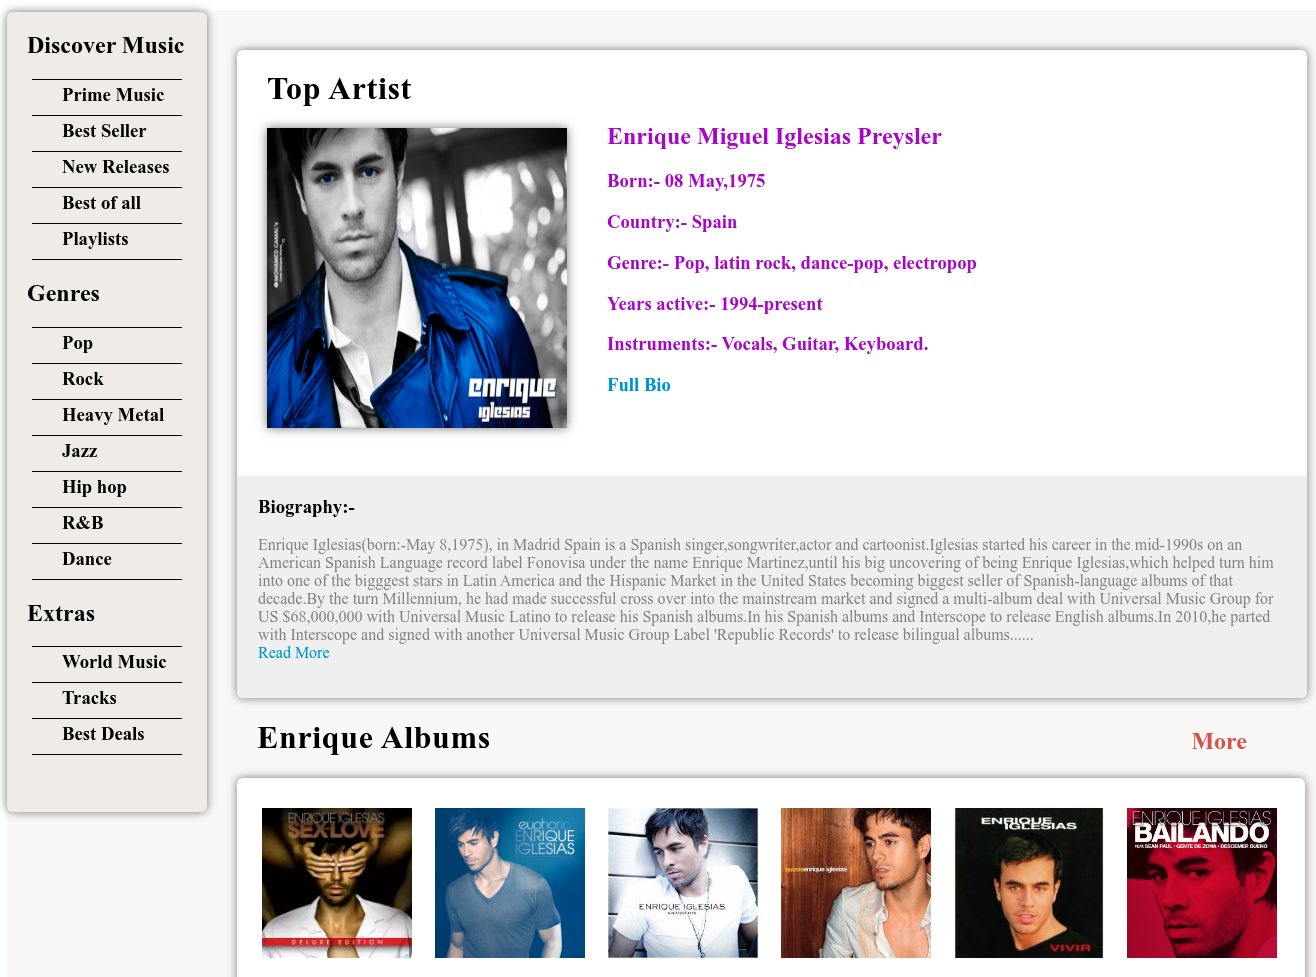 Discover Music
Prime Music
Best Seller
New Releases
Best of all
Playlists
Genres
Pop
Rock
Heavy Metal
Jazz
Hip hop
R&B
Dance
Extras
World Music
Tracks
Best Deals
Top Artist
enrique
iglesias
Enrique Miguel Iglesias Preysler
Born:- 08 May,1975
Country:- Spain
Genre:- Pop, latin rock, dance-pop, electropop
Years active:- 1994-present
Instruments:- Vocals, Guitar, Keyboard.
Full Bio
Biography:-
Enrique Iglesias(born:-May 8,1975), in Madrid Spain is a Spanish singer,songwriter,actor and cartoonist.Iglesias started his career in the mid-1990s on an
American Spanish Language record label Fonovisa under the name Enrique Martinez,until his big uncovering of being Enrique Iglesias,which helped turn him
into one of the bigggest stars in Latin America and the Hispanic Market in the United States becoming biggest seller of Spanish-language albums of that
decade.By the turn Millennium, he had made successful cross over into the mainstream market and signed a multi-album deal with Universal Music Group for
US $68,000,000 with Universal Music Latino to release his Spanish albums.In his Spanish albums and Interscope to release English albums.In 2010,he parted
with Interscope and signed with another Universal Music Group Label 'Republic Records' to release bilingual albums......
Read More
Enrique Albums
More
ENRIQUE IGLESIAS
SEX+LOVE
DELUXE EDITION
euphoria
ENRIQUE
IGLESIAS
ENRIQUE IGLESIAS
GREATEST HITS
quizás enrique iglesias
ENRIQUE
IGLESIAS
VIVIR
ENRIQUE IGLESIAS
BAILANDO
FEAT. SEAN PAUL • GENTE DE ZONA • DESCEMER BUENO